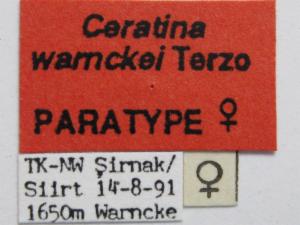 Ceratina
warnckei Terzo
PARATYPE ♀
TK-NW Şirnak/
Siirt 14-8-91
1650m Warncke
♀